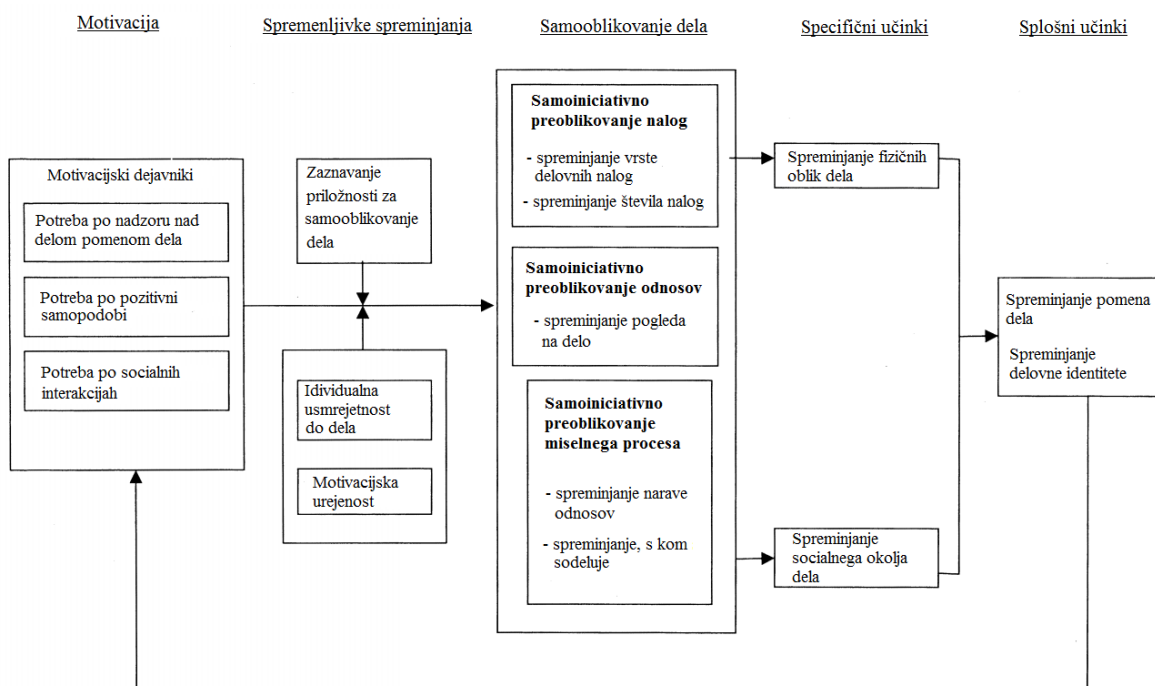 Motivacija
Spremenljivke spreminjanja
Samooblikovanje dela
Specifični učinki
Splošni učinki
Motivacijski dejavniki
Potreba po nadzoru nad
delom pomenom dela
Potreba po pozitivni
samopodobi
Potreba po socialnih
interakcijah
Zaznavanje
priložnosti za
samooblikovanje
dela
Idividualna
usmrejetnost
do dela
Motivacijska
urejenost
Samoiniciativno
preoblikovanje nalog
- spreminjanje vrste
delovnih nalog
- spreminjanje števila nalog
Samoiniciativno
preoblikovanje odnosov
- spreminjanje pogleda
na delo
Samoiniciativno
preoblikovanje
miselnega procesa
- spreminjanje narave
odnosov
- spreminjanje, s kom
sodeluje
Spreminjanje fizičnih
oblik dela
Spreminjanje
socialnega okolja
dela
Spreminjanje pomena
dela
Spreminjanje
delovne identitete